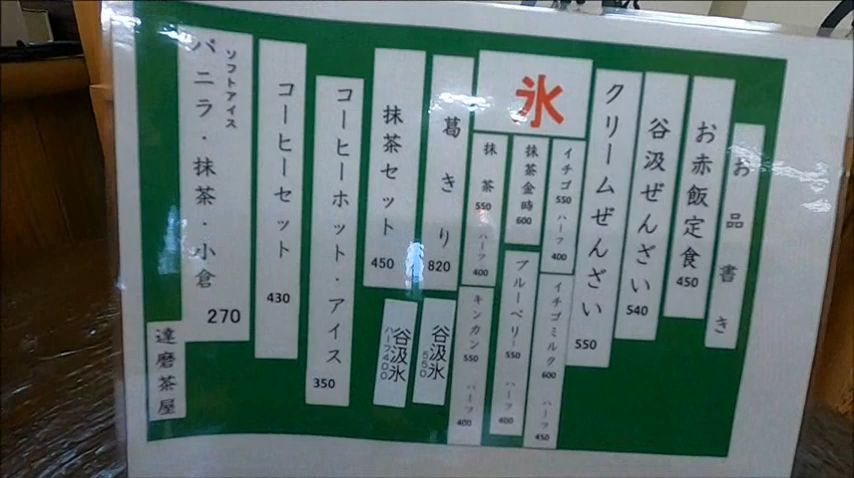 お品書き
お赤飯定食 450
谷汲ぜんざい 540
クリームぜんざい 550
氷
イチゴ 550 ハーフ 400
イチゴミルク 600 ハーフ 450
抹茶金時 600
ブルーベリー 550 ハーフ 400
抹茶 550 ハーフ 400
キンカン 550 ハーフ 400
葛きり 820
谷汲氷 550
抹茶セット 450
谷汲氷 ハーフ400
コーヒーホット・アイス 350
コーヒーセット 430
ソフトアイス
バニラ・抹茶・小倉 270
達磨茶屋